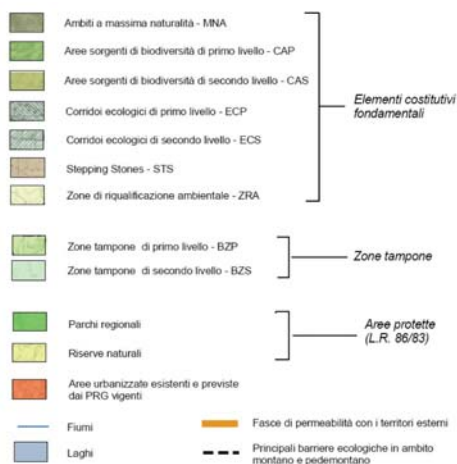 Ambiti a massima naturalità - MNA
Aree sorgenti di biodiversità di primo livello - CAP
Aree sorgenti di biodiversità di secondo livello - CAS
Corridoi ecologici di primo livello - ECP
Corridoi ecologici di secondo livello - ECS
Stepping Stones - STS
Zone di riqualificazione ambientale - ZRA
Elementi costitutivi
fondamentali
Zone tampone di primo livello - BZP
Zone tampone di secondo livello - BZS
Zone tampone
Parchi regionali
Riserve naturali
Aree protette
(L.R. 86/83)
Aree urbanizzate esistenti e previste
dai PRG vigenti
Fiumi
Laghi
Fasce di permeabilità con i territori esterni
Principali barriere ecologiche in ambito
montano e pedemontano